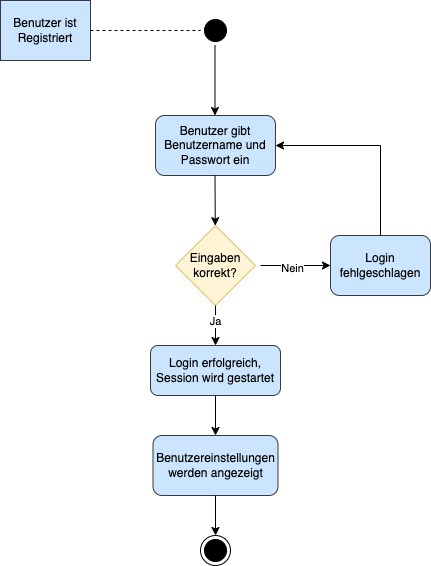 Benutzer ist
Registriert
Benutzer gibt
Benutzername und
Passwort ein
Eingaben
korrekt?
Nein
Login
fehlgeschlagen
Ja
Login erfolgreich,
Session wird gestartet
Benutzereinstellungen
werden angezeigt